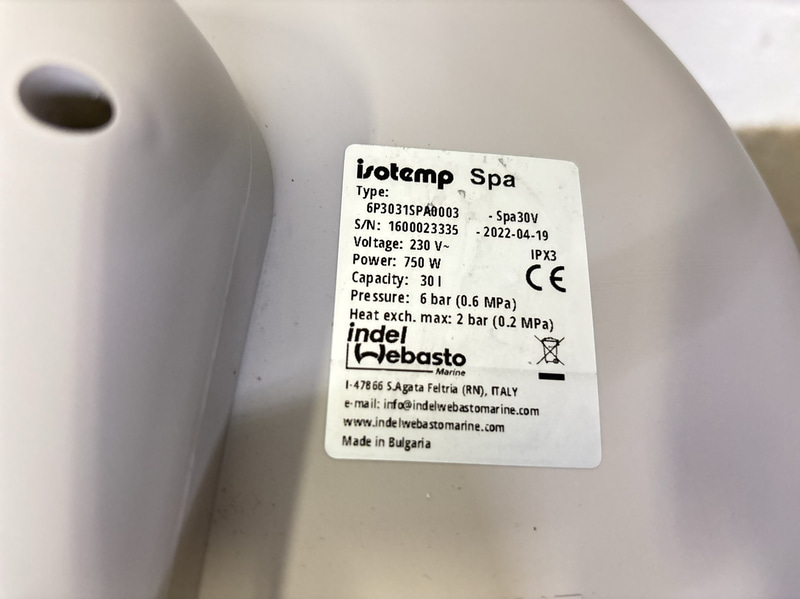 isotemp Spa
Type:
6P3031SPA0003 - Spa30V
S/N: 1600023335 - 2022-04-19
Voltage: 230 V~
IPX3
Power: 750 W
CE
Capacity: 30 l
Pressure: 6 bar (0.6 MPa)
Heat exch. max: 2 bar (0.2 MPa)
indel
Webasto
Marine
I-47866 S.Agata Feltria (RN), ITALY
e-mail: info@indelwebastomarine.com
www.indelwebastomarine.com
Made in Bulgaria